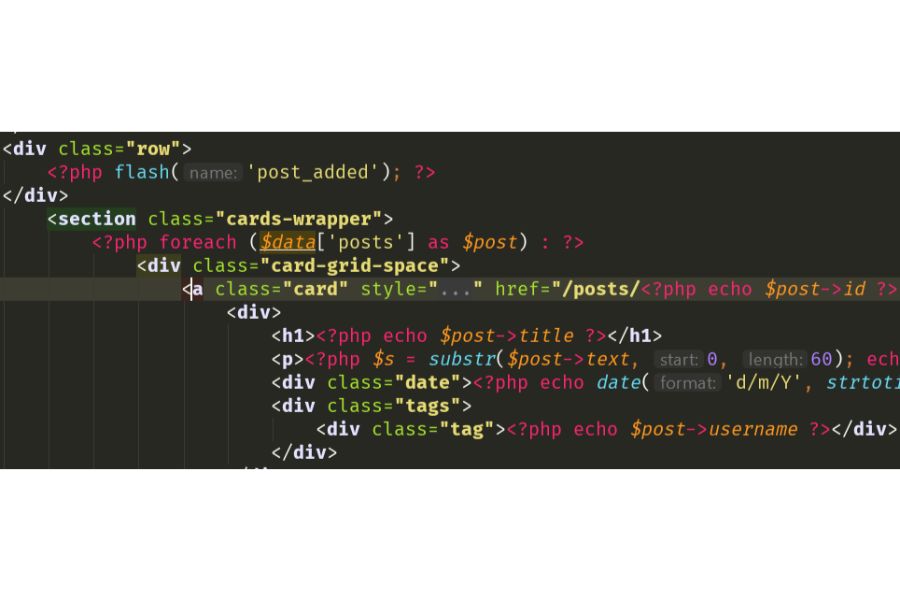 <div class="row">
<?php flash( name: 'post_added'); ?>
</div>
<section class="cards-wrapper">
<?php foreach ($data['posts'] as $post) : ?>
<div class="card-grid-space">
<a class="card" style="..." href="/posts/<?php echo $post->id ?>
<div>
<h1><?php echo $post->title ?></h1>
<p><?php $s = substr($post->text, start: 0, length: 60); ech
<div class="date"><?php echo date( format: 'd/m/Y', strtoti
<div class="tags">
<div class="tag"><?php echo $post->username ?></div>
</div>